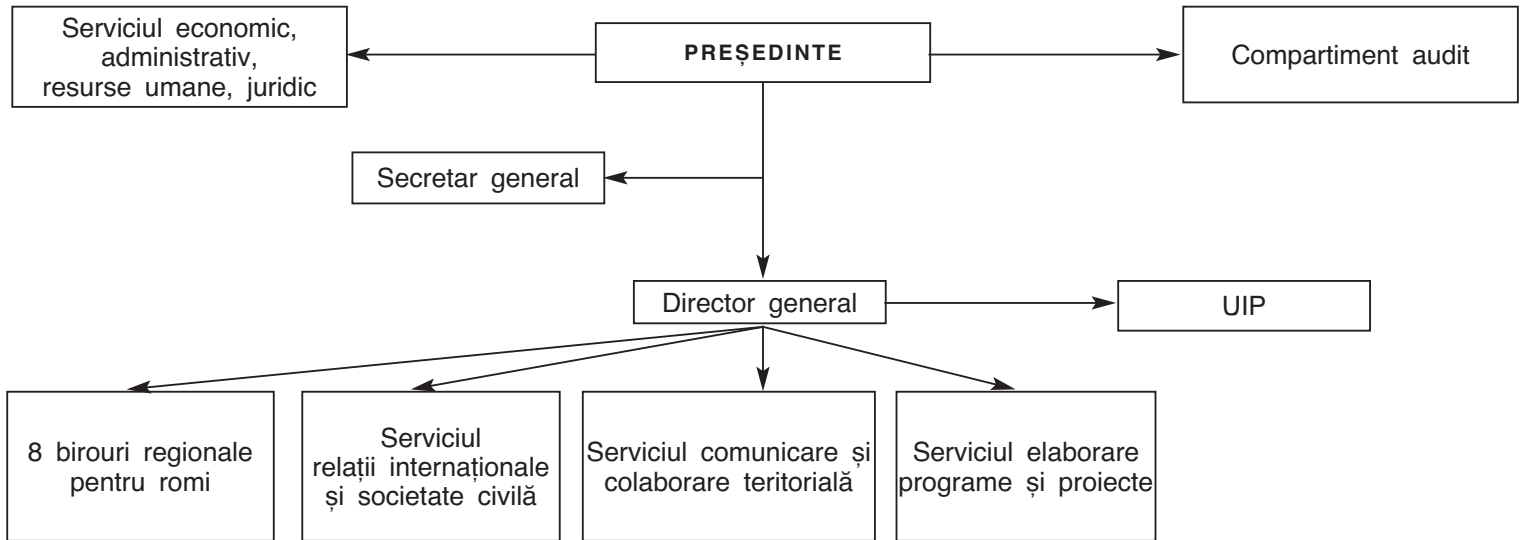 Serviciul economic,
administrativ,
resurse umane, juridic
PREȘEDINTE
Compartiment audit
Secretar general
Director general
UIP
8 birouri regionale
pentru romi
Serviciul
relații internaționale
și societate civilă
Serviciul comunicare și
colaborare teritorială
Serviciul elaborare
programe și proiecte